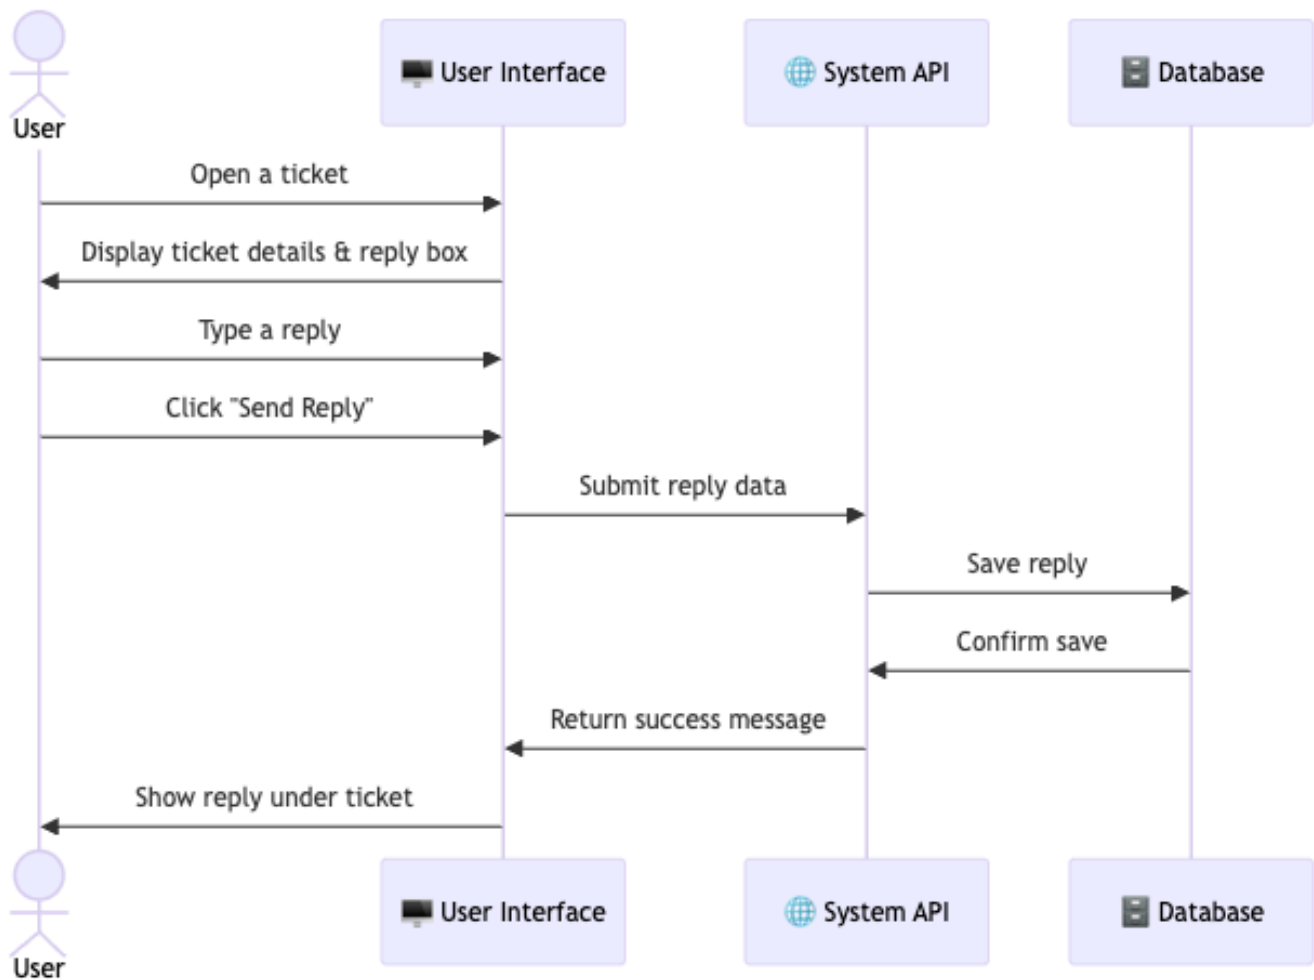 User
🖥️ User Interface
🌐 System API
🗄️ Database
Open a ticket
Display ticket details & reply box
Type a reply
Click "Send Reply"
Submit reply data
Save reply
Confirm save
Return success message
Show reply under ticket
User
🖥️ User Interface
🌐 System API
🗄️ Database